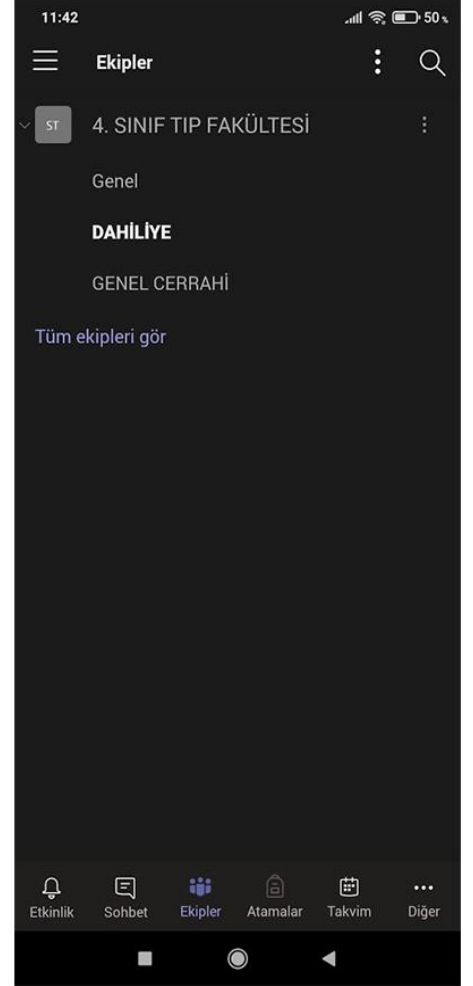 11:42
50%
Ekipler
ST 4. SINIF TIP FAKÜLTESİ
Genel
DAHİLİYE
GENEL CERRAHİ
Tüm ekipleri gör
Etkinlik Sohbet Ekipler Atamalar Takvim Diğer